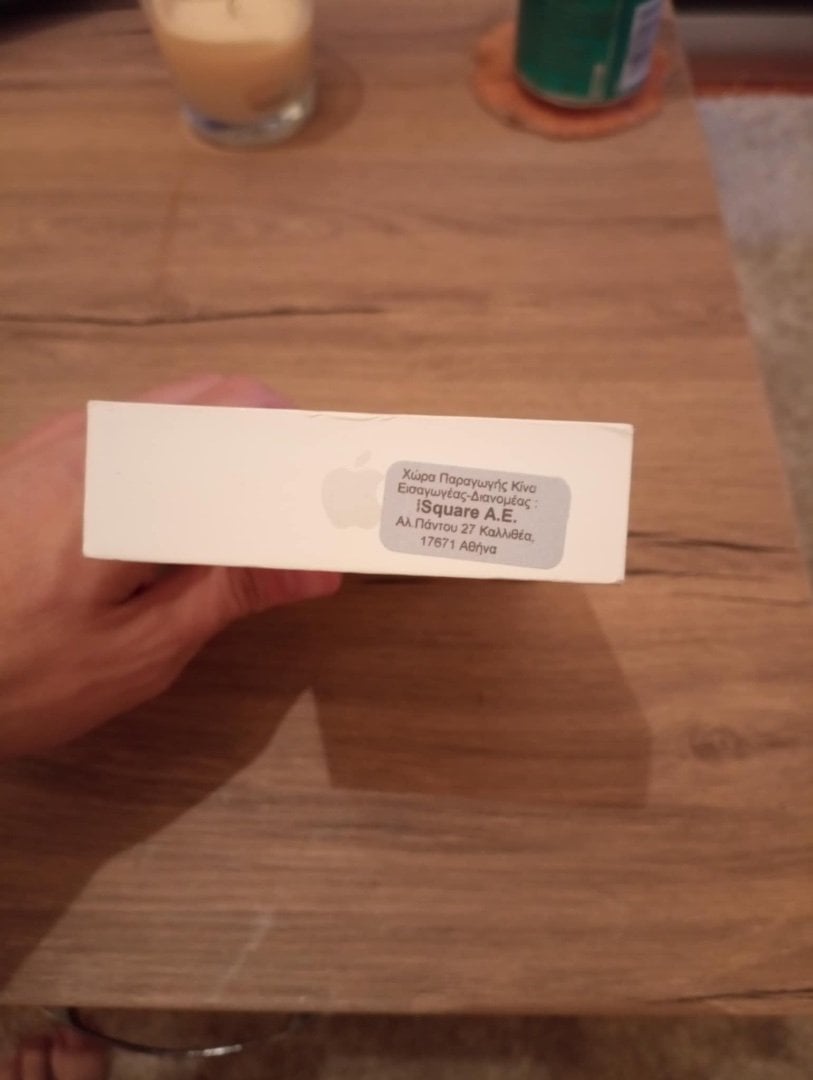 Χώρα Παραγωγής Κίνα
Εισαγωγέας-Διανομέας :
iSquare A.E.
Αλ.Πάντου 27 Καλλιθέα,
17671 Αθήνα